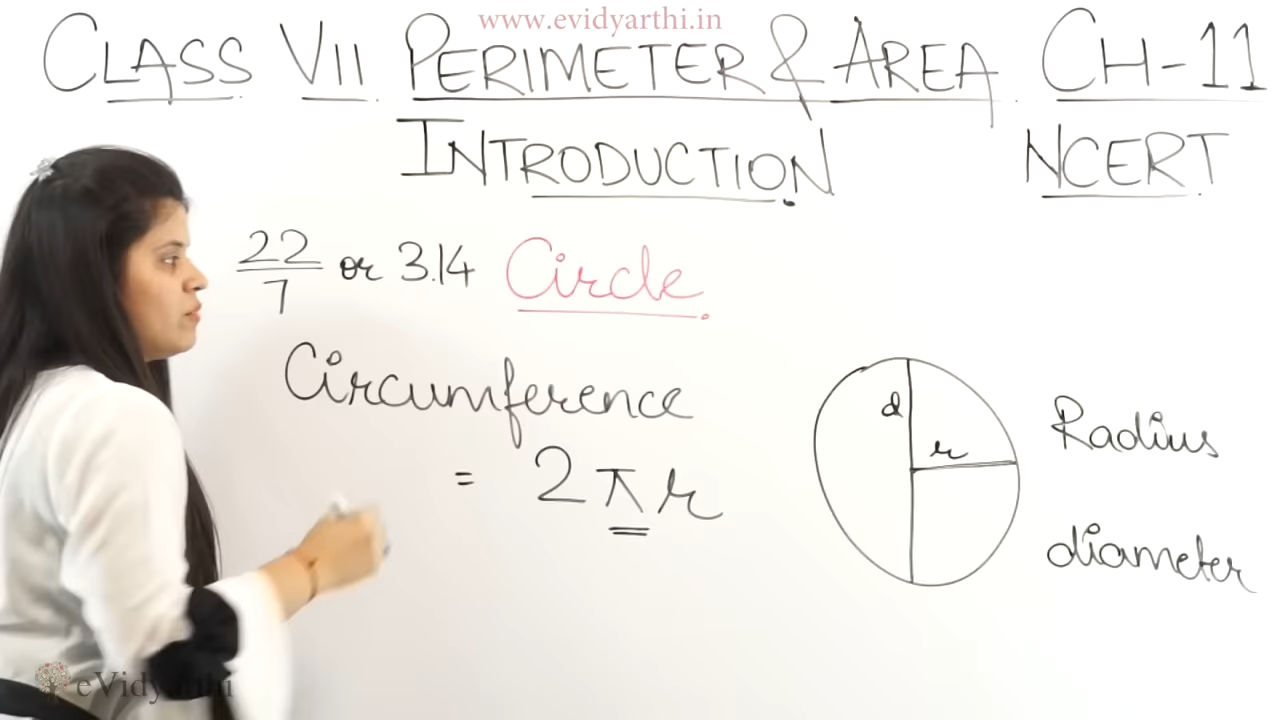 www.evidyarthi.in
CLASS VII PERIMETER & AREA CH-11
INTRODUCTION NCERT
22/7 or 3.14 Circle
Circumference
= 2πr
d
r
Radius
diameter
eVidyarthi